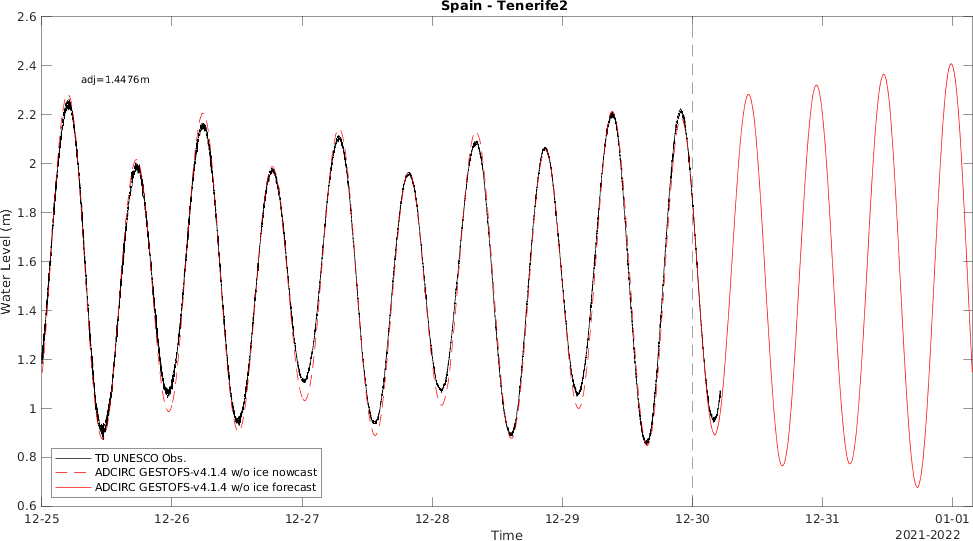 Spain - Tenerife2
2.6
2.4
2.2
2
1.8
1.6
1.4
1.2
1
0.8
0.6
Water Level (m)
adj=1.4476m
TD UNESCO Obs.
ADCIRC GESTOFS-v4.1.4 w/o ice nowcast
ADCIRC GESTOFS-v4.1.4 w/o ice forecast
12-25
12-26
12-27
12-28
12-29
12-30
12-31
01-01
Time
2021-2022